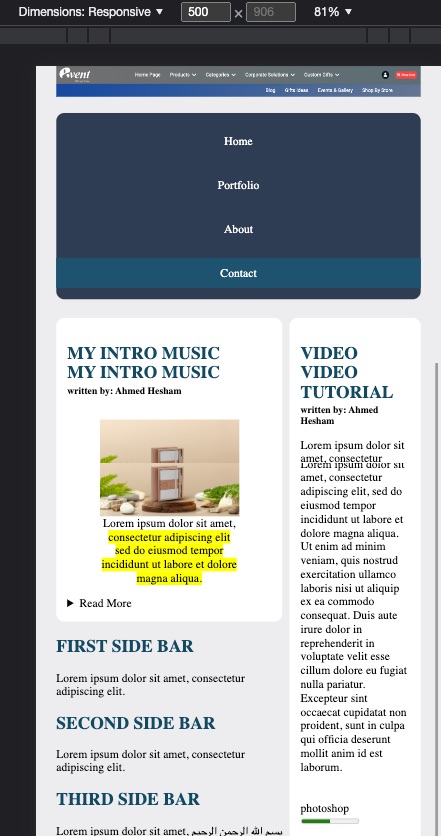 Dimensions: Responsive ▼ 500 × 906 81% ▼
Event
Home Page Products Categories Corporate Solutions Custom Gifts
Blog Gifts Ideas Events & Gallery Shop By Store
Home
Portfolio
About
Contact
MY INTRO MUSIC
MY INTRO MUSIC
written by: Ahmed Hesham
Lorem ipsum dolor sit amet,
consectetur adipiscing elit
sed do eiusmod tempor
incididunt ut labore et dolore
magna aliqua.
▶ Read More
FIRST SIDE BAR
Lorem ipsum dolor sit amet, consectetur
adipiscing elit.
SECOND SIDE BAR
Lorem ipsum dolor sit amet, consectetur
adipiscing elit.
THIRD SIDE BAR
Lorem ipsum dolor sit amet, بسم الله الرحمن الرحيم
VIDEO
VIDEO
TUTORIAL
written by: Ahmed
Hesham
Lorem ipsum dolor sit
amet, consectetur
Lorem ipsum dolor sit
amet, consectetur
adipiscing elit, sed do
eiusmod tempor
incididunt ut labore et
dolore magna aliqua.
Ut enim ad minim
veniam, quis nostrud
exercitation ullamco
laboris nisi ut aliquip
ex ea commodo
consequat. Duis aute
irure dolor in
reprehenderit in
voluptate velit esse
cillum dolore eu fugiat
nulla pariatur.
Excepteur sint
occaecat cupidatat non
proident, sunt in culpa
qui officia deserunt
mollit anim id est
laborum.
photoshop